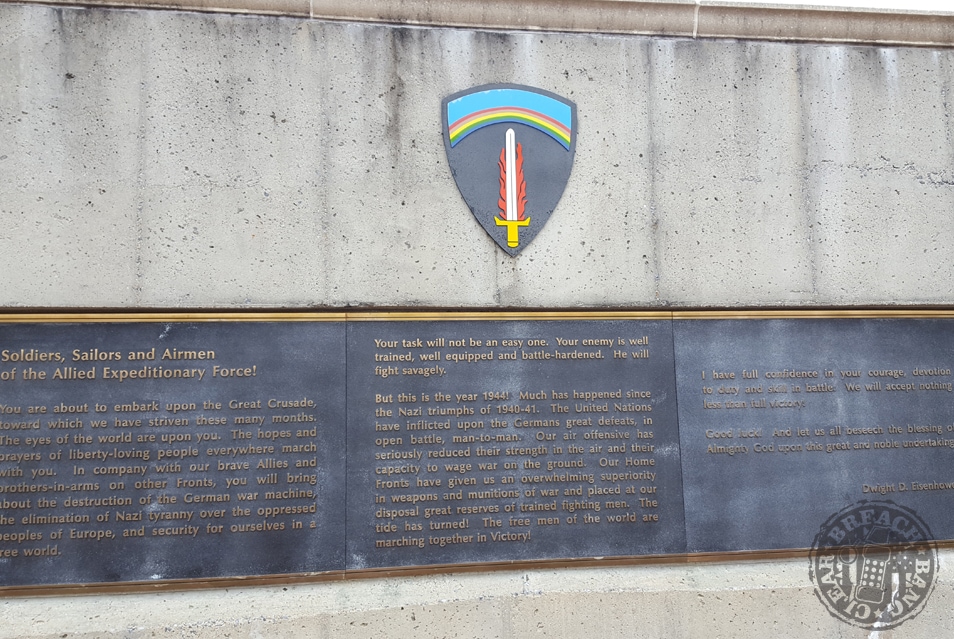 Soldiers, Sailors and Airmen
of the Allied Expeditionary Force!
You are about to embark upon the Great Crusade,
toward which we have striven these many months.
The eyes of the world are upon you. The hopes and
prayers of liberty-loving people everywhere march
with you. In company with our brave Allies and
brothers-in-arms on other Fronts, you will bring
about the destruction of the German war machine,
the elimination of Nazi tyranny over the oppressed
peoples of Europe, and security for ourselves in a
free world.
Your task will not be an easy one. Your enemy is well
trained, well equipped and battle-hardened. He will
fight savagely.
But this is the year 1944! Much has happened since
the Nazi triumphs of 1940-41. The United Nations
have inflicted upon the Germans great defeats, in
open battle, man-to-man. Our air offensive has
seriously reduced their strength in the air and their
capacity to wage war on the ground. Our Home
Fronts have given us an overwhelming superiority
in weapons and munitions of war and placed at our
disposal great reserves of trained fighting men. The
tide has turned! The free men of the world are
marching together in Victory!
I have full confidence in your courage, devotion
to duty and skill in battle. We will accept nothing
less than full Victory!
Good luck! And let us all beseech the blessing of
Almighty God upon this great and noble undertaking.
Dwight D. Eisenhowe
CLEAR BREACH BANG